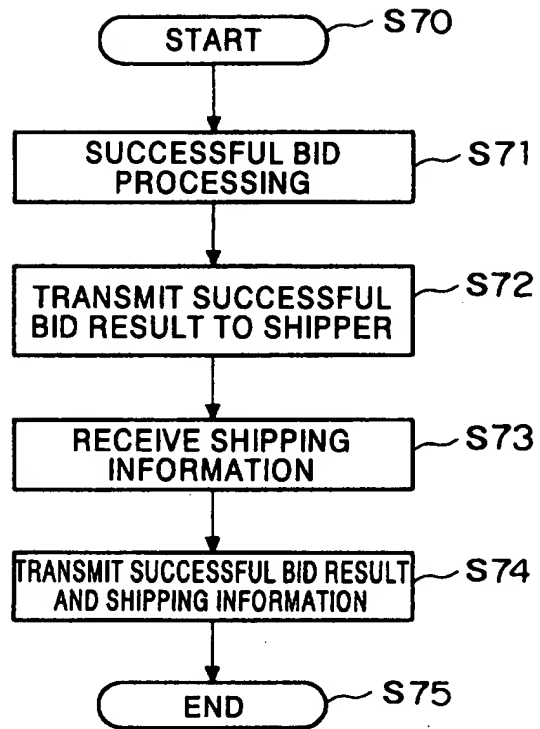 START
S70
SUCCESSFUL BID
PROCESSING
S71
TRANSMIT SUCCESSFUL
BID RESULT TO SHIPPER
S72
RECEIVE SHIPPING
INFORMATION
S73
TRANSMIT SUCCESSFUL BID RESULT
AND SHIPPING INFORMATION
S74
END
S75